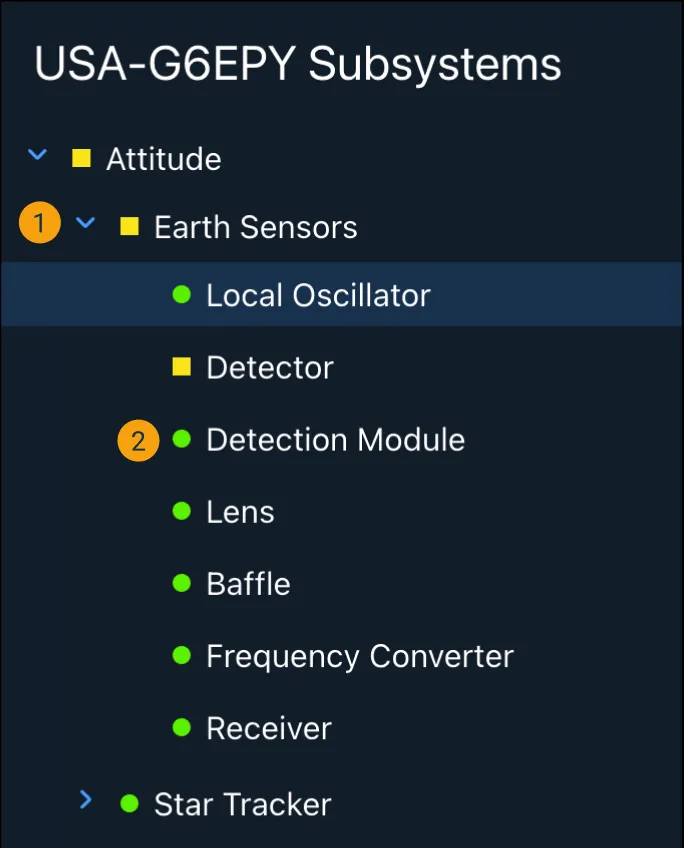 USA-G6EPY Subsystems
Attitude
1 Earth Sensors
Local Oscillator
Detector
2 Detection Module
Lens
Baffle
Frequency Converter
Receiver
Star Tracker